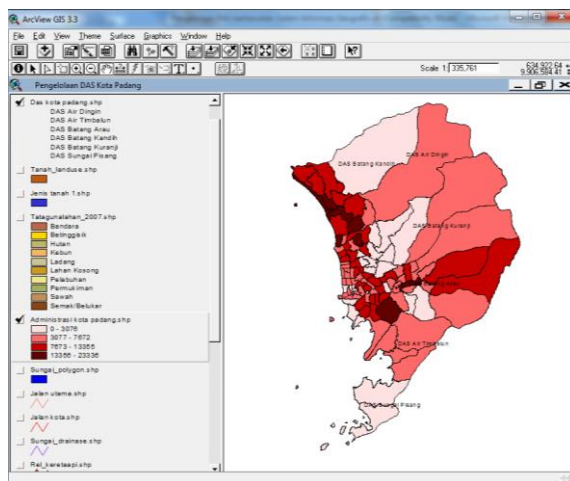 ArcView GIS 3.3
File Edit View Theme Surface Graphics Window Help
Scale 1: 335,761
634,922.64
9,906,584.41
Pengelolaan DAS Kota Padang
Das kota padang.shp
DAS Air Dingin
DAS Air Timbalun
DAS Batang Arau
DAS Batang Kandih
DAS Batang Kuranji
DAS Sungai Pisang
Tanah_landuse.shp
Jenis tanah 1.shp
Tatagunalahan_2007.shp
Bandara
Hutan
Kebun
Ladang
Lahan Kosong
Pelabuhan
Permukiman
Sawah
Semak/Belukar
Administrasi kota padang.shp
0 - 3076
3077 - 7672
7673 - 13355
13356 - 23336
Sungai_polygon.shp
Jalan utama.shp
Jalan kota.shp
Sungai_drainase.shp
Rel_keretaapi.shp
DAS Air Dingin
DAS Batang Kandih
DAS Batang Kuranji
DAS Air Timbalun
DAS Sungai Pisang